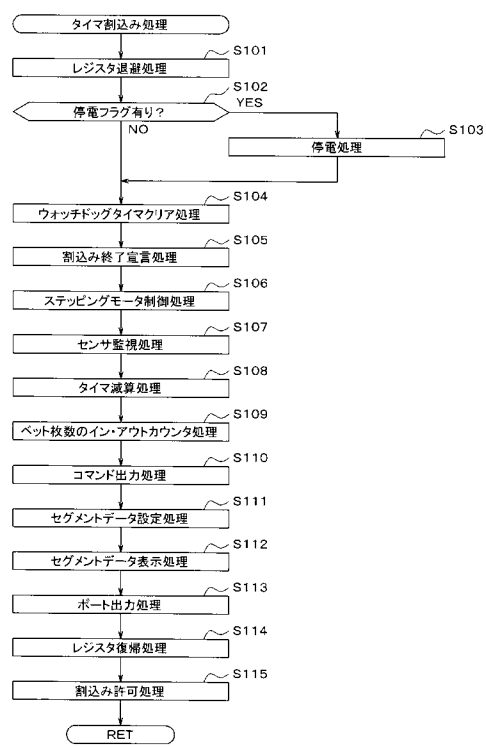 タイマ割込み処理
S101
レジスタ退避処理
S102
停電フラグ有り?
YES
NO
S103
停電処理
S104
ウォッチドッグタイマクリア処理
S105
割込み終了宣言処理
S106
ステッピングモータ制御処理
S107
センサ監視処理
S108
タイマ減算処理
S109
ベット枚数のイン・アウトカウンタ処理
S110
コマンド出力処理
S111
セグメントデータ設定処理
S112
セグメントデータ表示処理
S113
ポート出力処理
S114
レジスタ復帰処理
S115
割込み許可処理
RET